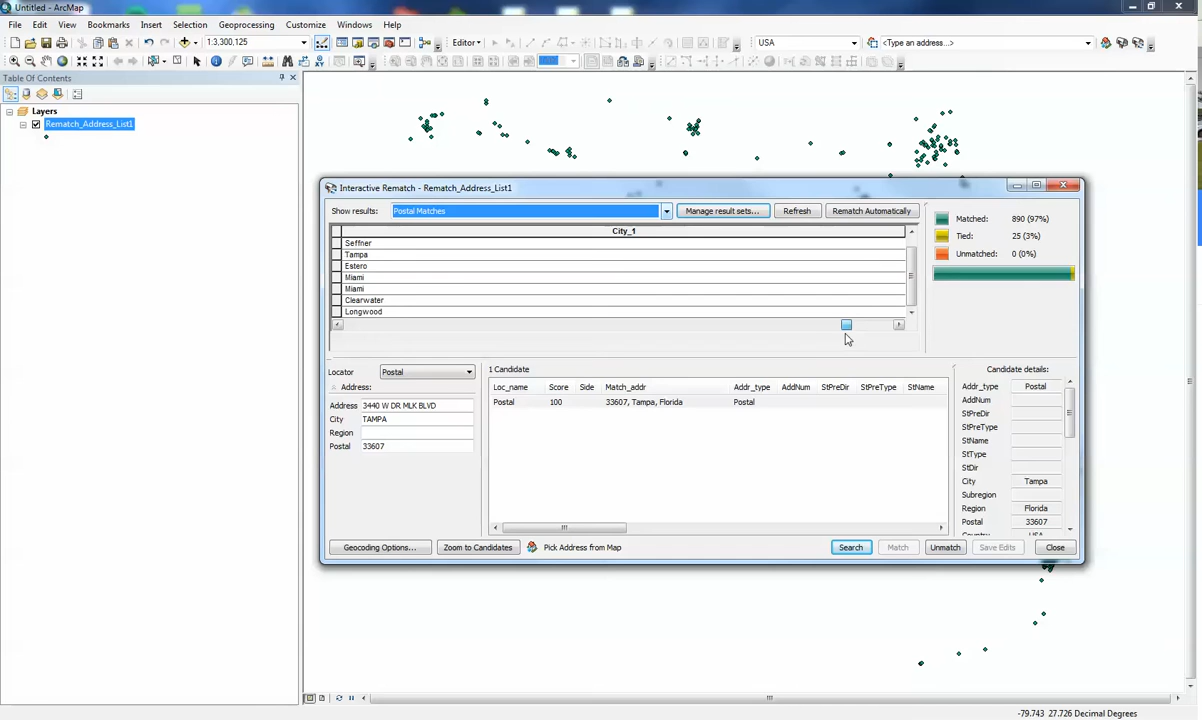 Untitled - ArcMap
File Edit View Bookmarks Insert Selection Geoprocessing Customize Windows Help
1:3,300,125 Editor USA <Type an address...>
Table Of Contents
Layers
Rematch_Address_List1
Interactive Rematch - Rematch_Address_List1
Show results: Postal Matches Manage result sets... Refresh Rematch Automatically
Matched: 890 (97%)
Tied: 25 (3%)
Unmatched: 0 (0%)
City_1
Seffner
Tampa
Estero
Miami
Miami
Clearwater
Longwood
Locator Postal
Address:
Address 3440 W DR MLK BLVD
City TAMPA
Region
Postal 33607
1 Candidate
Loc_name Score Side Match_addr Addr_type AddNum StPreDir StPreType StName
Postal 100 33607, Tampa, Florida Postal
Candidate details:
Addr_type Postal
AddNum
StPreDir
StPreType
StName
StType
StDir
City Tampa
Subregion
Region Florida
Postal 33607
Geocoding Options... Zoom to Candidates Pick Address from Map Search Match Unmatch Save Edits Close
-79.743 27.726 Decimal Degrees